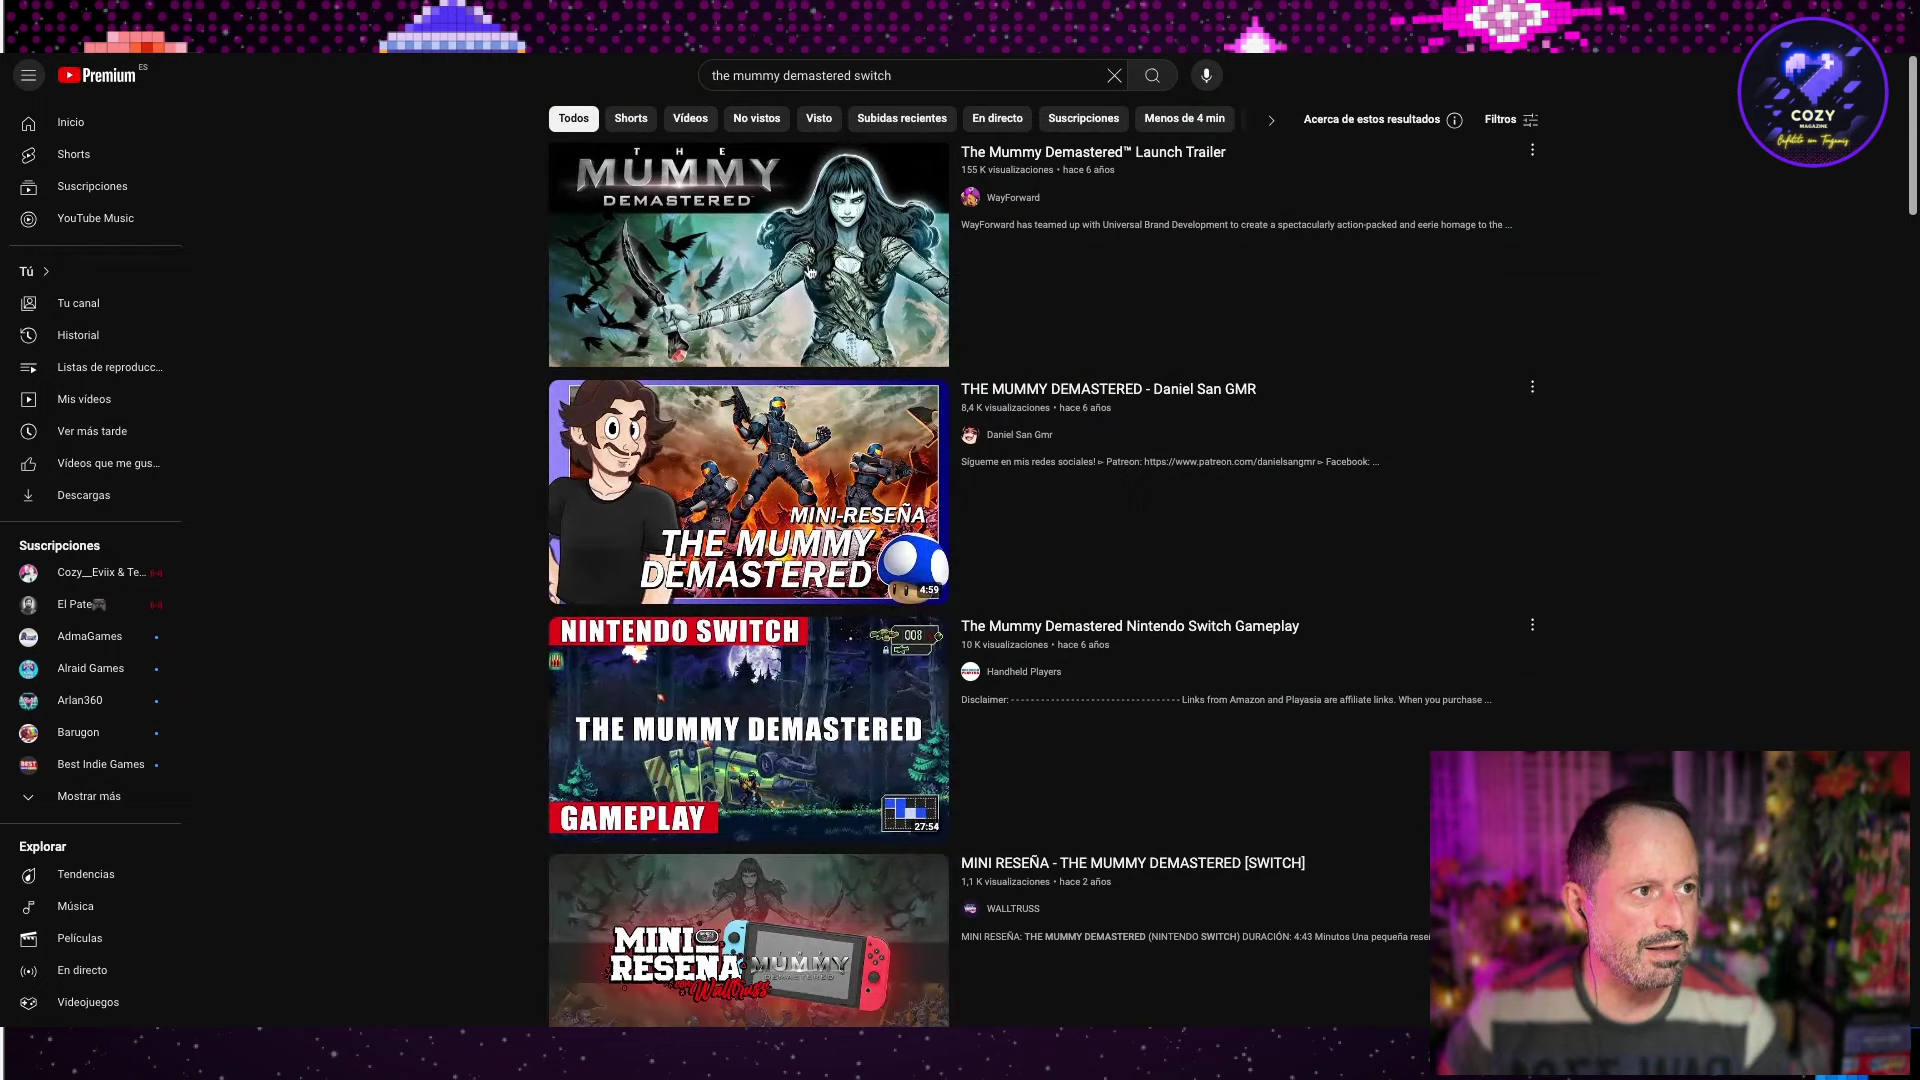 Premium ES
the mummy demastered switch
COZY
MAGAZINE
Cafelito con Tognomis
Todos
Shorts
Vídeos
No vistos
Visto
Subidas recientes
En directo
Suscripciones
Menos de 4 min
Acerca de estos resultados
Filtros
Inicio
Shorts
Suscripciones
YouTube Music
Tú
Tu canal
Historial
Listas de reproducc...
Mis vídeos
Ver más tarde
Vídeos que me gus...
Descargas
Suscripciones
Cozy__Eviix & Te...
El Pate
AdmaGames
Alraid Games
Arlan360
Barugon
Best Indie Games
Mostrar más
Explorar
Tendencias
Música
Películas
En directo
Videojuegos
THE
MUMMY
DEMASTERED
The Mummy Demastered™ Launch Trailer
155 K visualizaciones • hace 6 años
WayForward
WayForward has teamed up with Universal Brand Development to create a spectacularly action-packed and eerie homage to the ...
MINI-RESEÑA
THE MUMMY
DEMASTERED
4:59
THE MUMMY DEMASTERED - Daniel San GMR
8,4 K visualizaciones • hace 6 años
Daniel San Gmr
Sígueme en mis redes sociales! ▻ Patreon: https://www.patreon.com/danielsangmr ▻ Facebook: ...
NINTENDO SWITCH
008
THE MUMMY DEMASTERED
GAMEPLAY
27:54
The Mummy Demastered Nintendo Switch Gameplay
10 K visualizaciones • hace 6 años
Handheld Players
Disclaimer: - - - - - - - - - - - - - - - - - - - - - - - - - - - - - - - - - - Links from Amazon and Playasia are affiliate links. When you purchase ...
MINI
RESEÑA
con Walltruss
MUMMY
DEMASTERED
MINI RESEÑA - THE MUMMY DEMASTERED [SWITCH]
1,1 K visualizaciones • hace 2 años
WALLTRUSS
MINI RESEÑA: THE MUMMY DEMASTERED (NINTENDO SWITCH) DURACIÓN: 4:43 Minutos Una pequeña rese